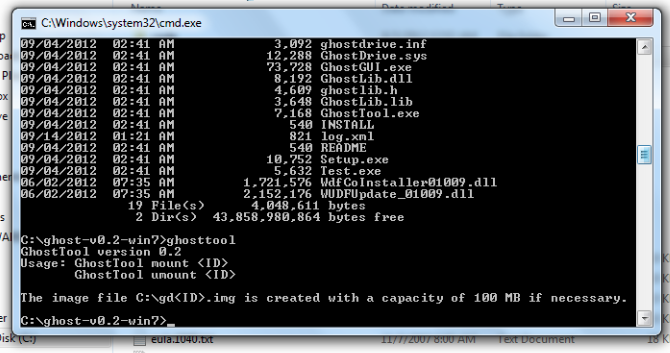 Name
Date modified
Type
Size
C:\Windows\system32\cmd.exe
09/04/2012  02:41 AM             3,092 ghostdrive.inf
09/04/2012  02:41 AM            12,288 GhostDrive.sys
09/04/2012  02:41 AM            73,728 GhostGUI.exe
09/04/2012  02:41 AM             8,192 GhostLib.dll
09/04/2012  02:41 AM             4,609 ghostlib.h
09/04/2012  02:41 AM             3,648 GhostLib.lib
09/04/2012  02:41 AM             7,168 GhostTool.exe
09/04/2012  02:41 AM               540 INSTALL
09/14/2012  01:21 AM               821 log.xml
09/04/2012  02:41 AM               540 README
09/04/2012  02:41 AM            10,752 Setup.exe
09/04/2012  02:41 AM             5,632 Test.exe
06/02/2012  07:35 AM         1,721,576 WdfCoInstaller01009.dll
06/02/2012  07:35 AM         2,152,176 WUDFUpdate_01009.dll
19 File(s)      4,048,611 bytes
2 Dir(s)  43,858,980,864 bytes free
C:\ghost-v0.2-win7>ghosttool
GhostTool version 0.2
Usage: GhostTool mount <ID>
GhostTool umount <ID>
The image file C:\gd<ID>.img is created with a capacity of 100 MB if necessary.
C:\ghost-v0.2-win7>_
isk (C:)
eula.1040.txt
11/7/2007 8:00 AM
Text Document
18 K